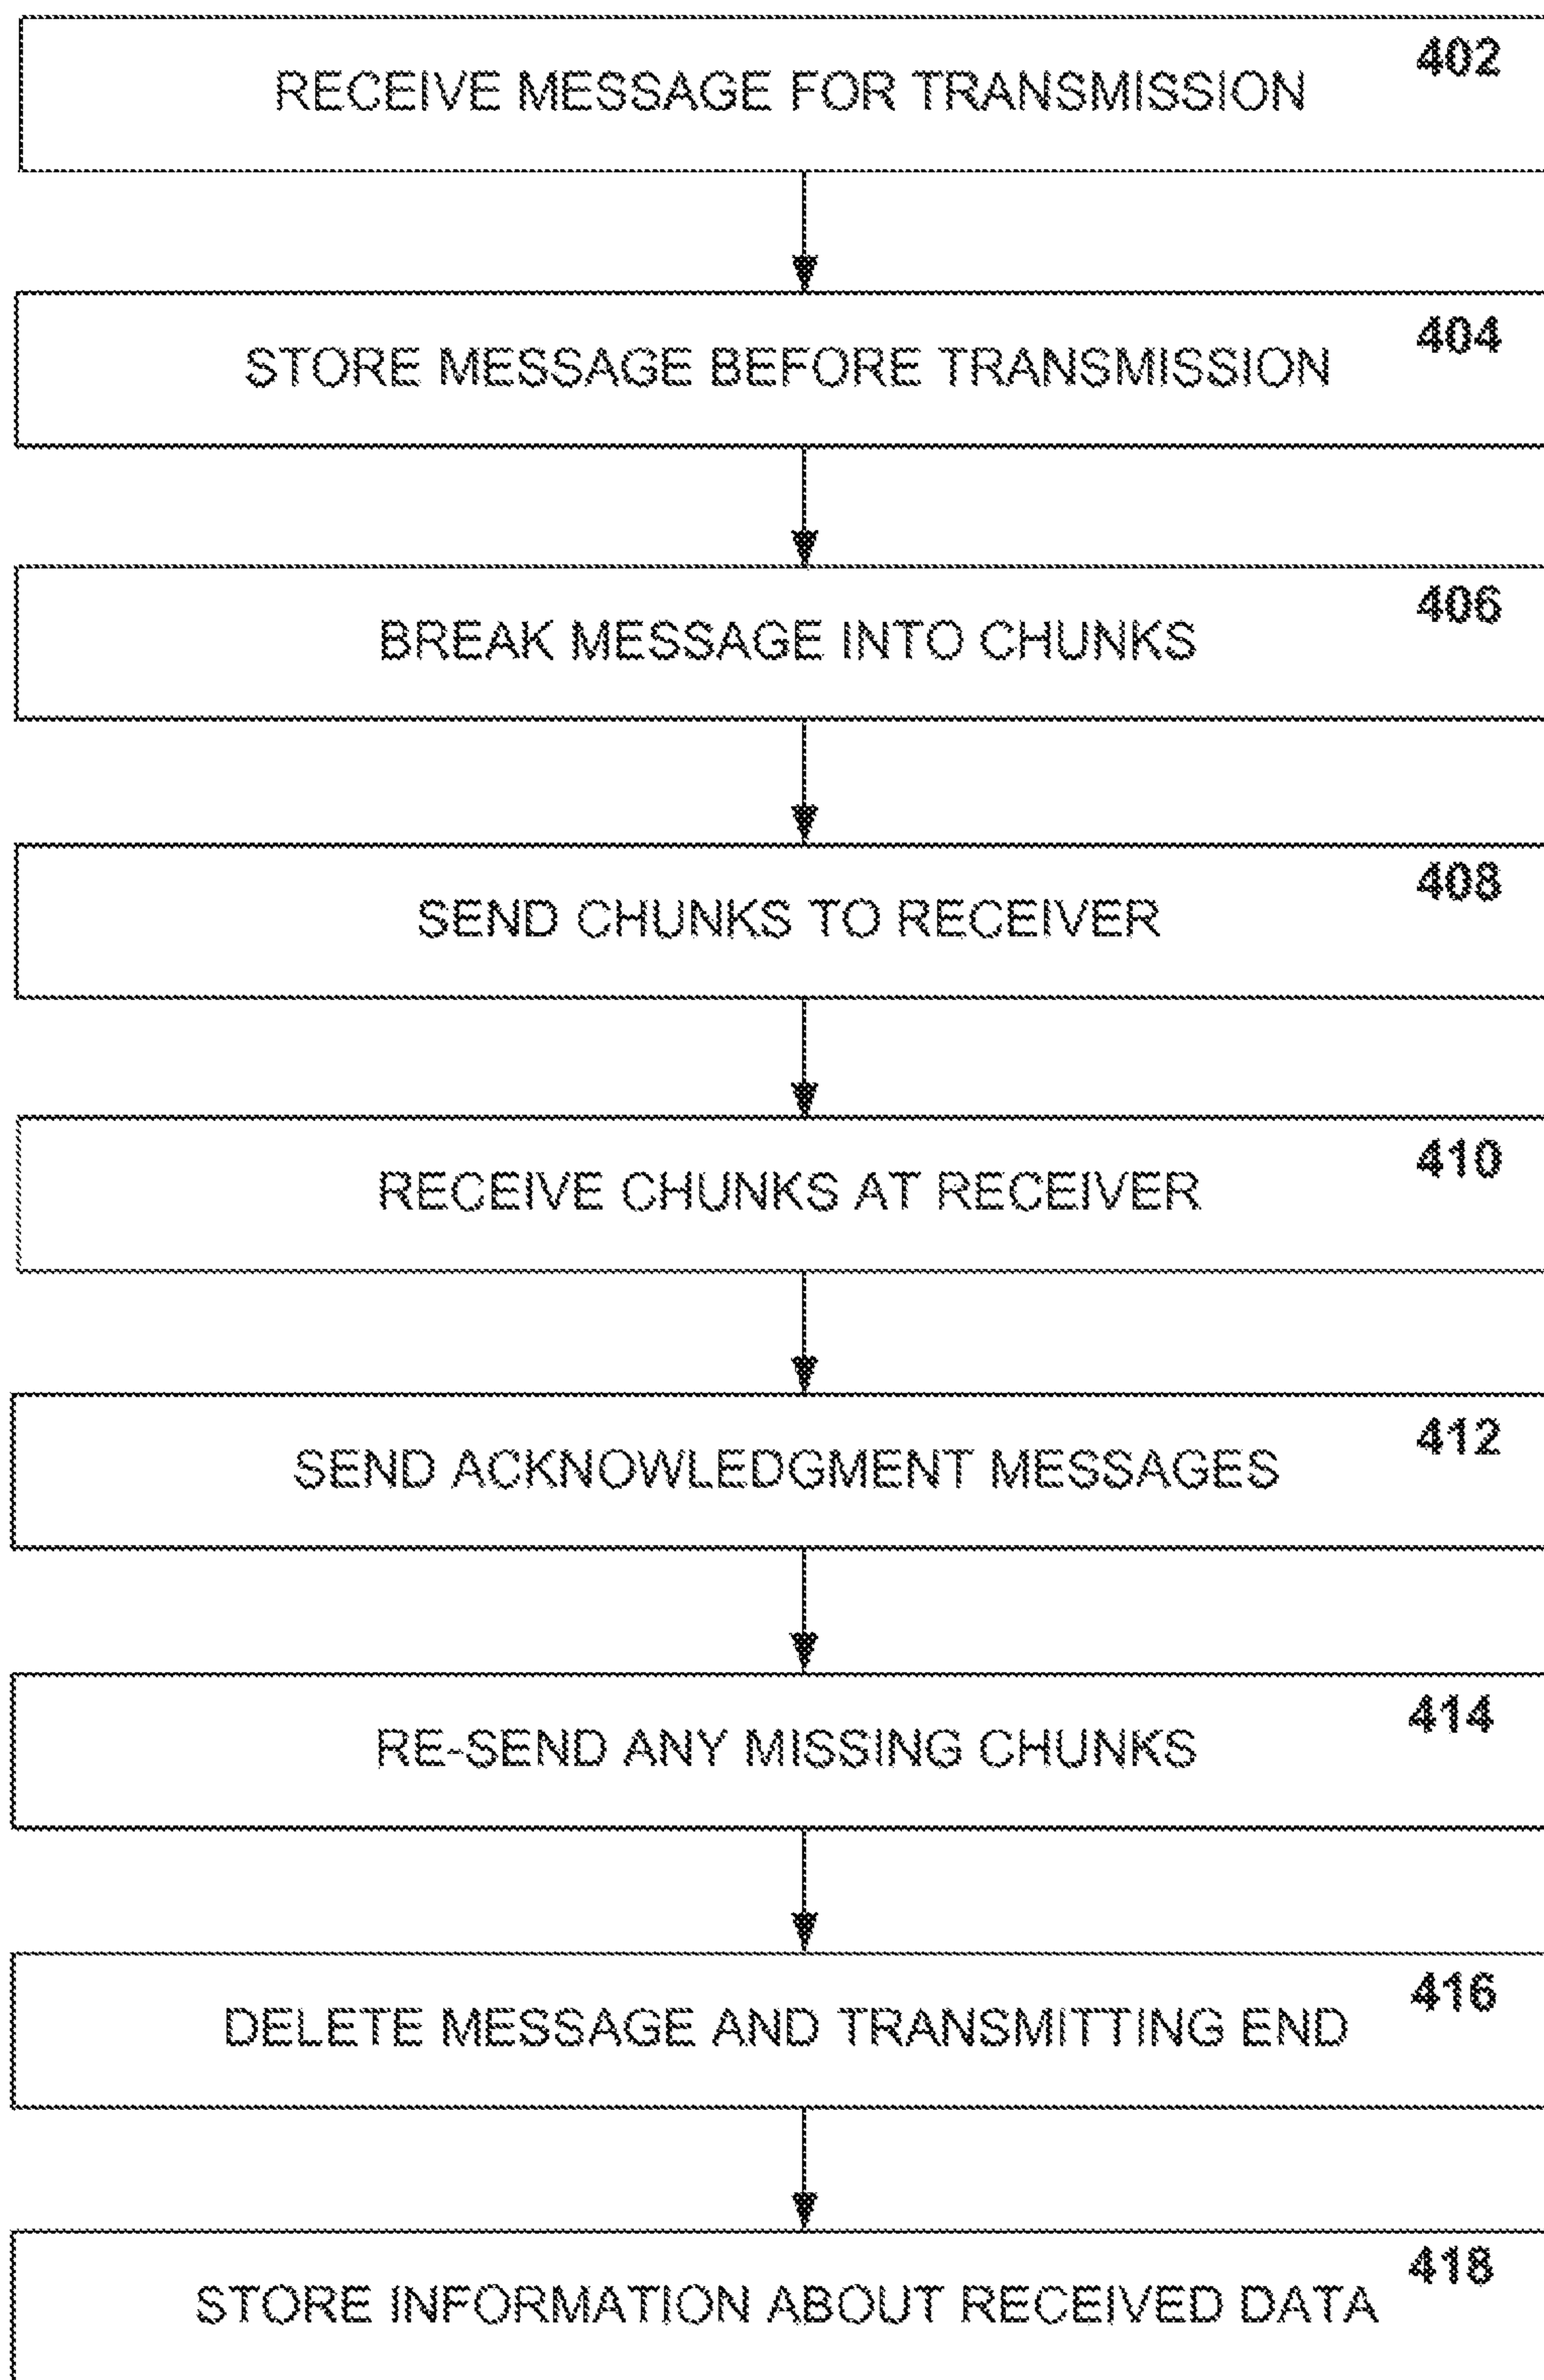 402
RECEIVE MESSAGE FOR TRANSMISSION
404
STORE MESSAGE BEFORE TRANSMISSION
406
BREAK MESSAGE INTO CHUNKS
408
SEND CHUNKS TO RECEIVER
410
RECEIVE CHUNKS AT RECEIVER
412
SEND ACKNOWLEDGMENT MESSAGES
414
RE-SEND ANY MISSING CHUNKS
416
DELETE MESSAGE AND TRANSMITTING END
418
STORE INFORMATION ABOUT RECEIVED DATA